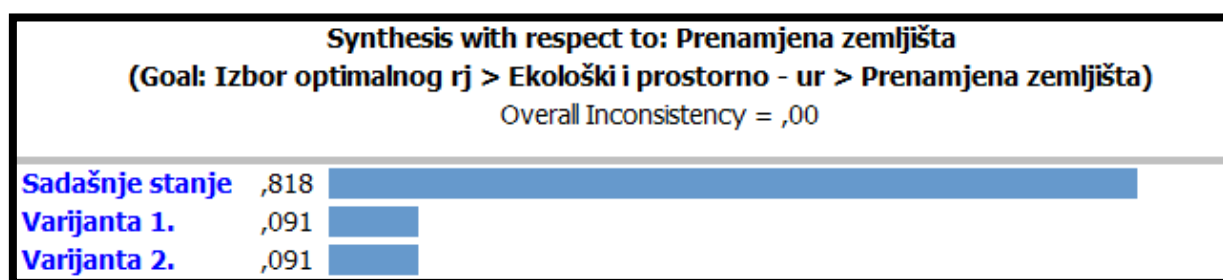 Synthesis with respect to: Prenamjena zemljišta
(Goal: Izbor optimalnog rj > Ekološki i prostorno - ur > Prenamjena zemljišta)
Overall Inconsistency = ,00
Sadašnje stanje ,818
Varijanta 1. ,091
Varijanta 2. ,091